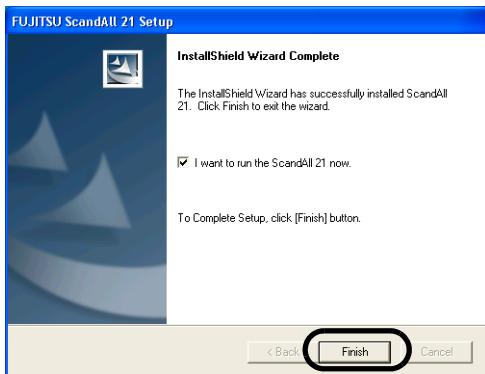 FUJITSU ScandAll 21 Setup
InstallShield Wizard Complete
The InstallShield Wizard has successfully installed ScandAll
21. Click Finish to exit the wizard.
I want to run the ScandAll 21 now.
To Complete Setup, click [Finish] button.
< Back Finish Cancel